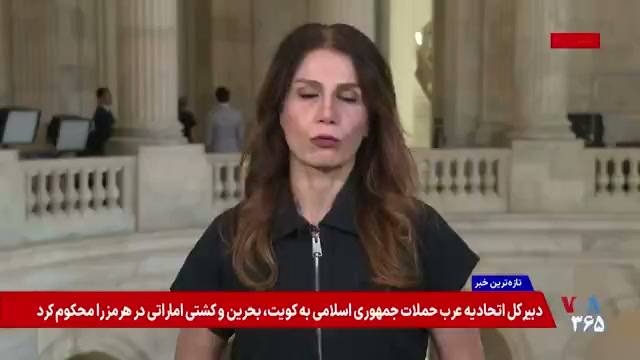 تازه‌ترین خبر
دبیرکل اتحادیه عرب حملات جمهوری اسلامی به کویت، بحرین و کشتی اماراتی در هرمز را محکوم کرد
VOA
۳۶۵